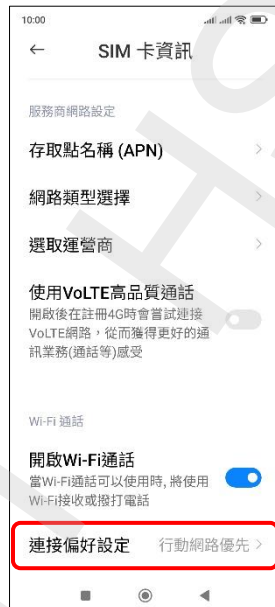 10:00
SIM 卡資訊
服務商網路設定
存取點名稱 (APN)
網路類型選擇
選取運營商
使用VoLTE高品質通話
開啟後在註冊4G時會嘗試連接
VoLTE網路，從而獲得更好的通
訊業務(通話等)感受
Wi-Fi 通話
開啟Wi-Fi通話
當Wi-Fi通話可以使用時, 將使用
Wi-Fi接收或撥打電話
連接偏好設定 行動網路優先